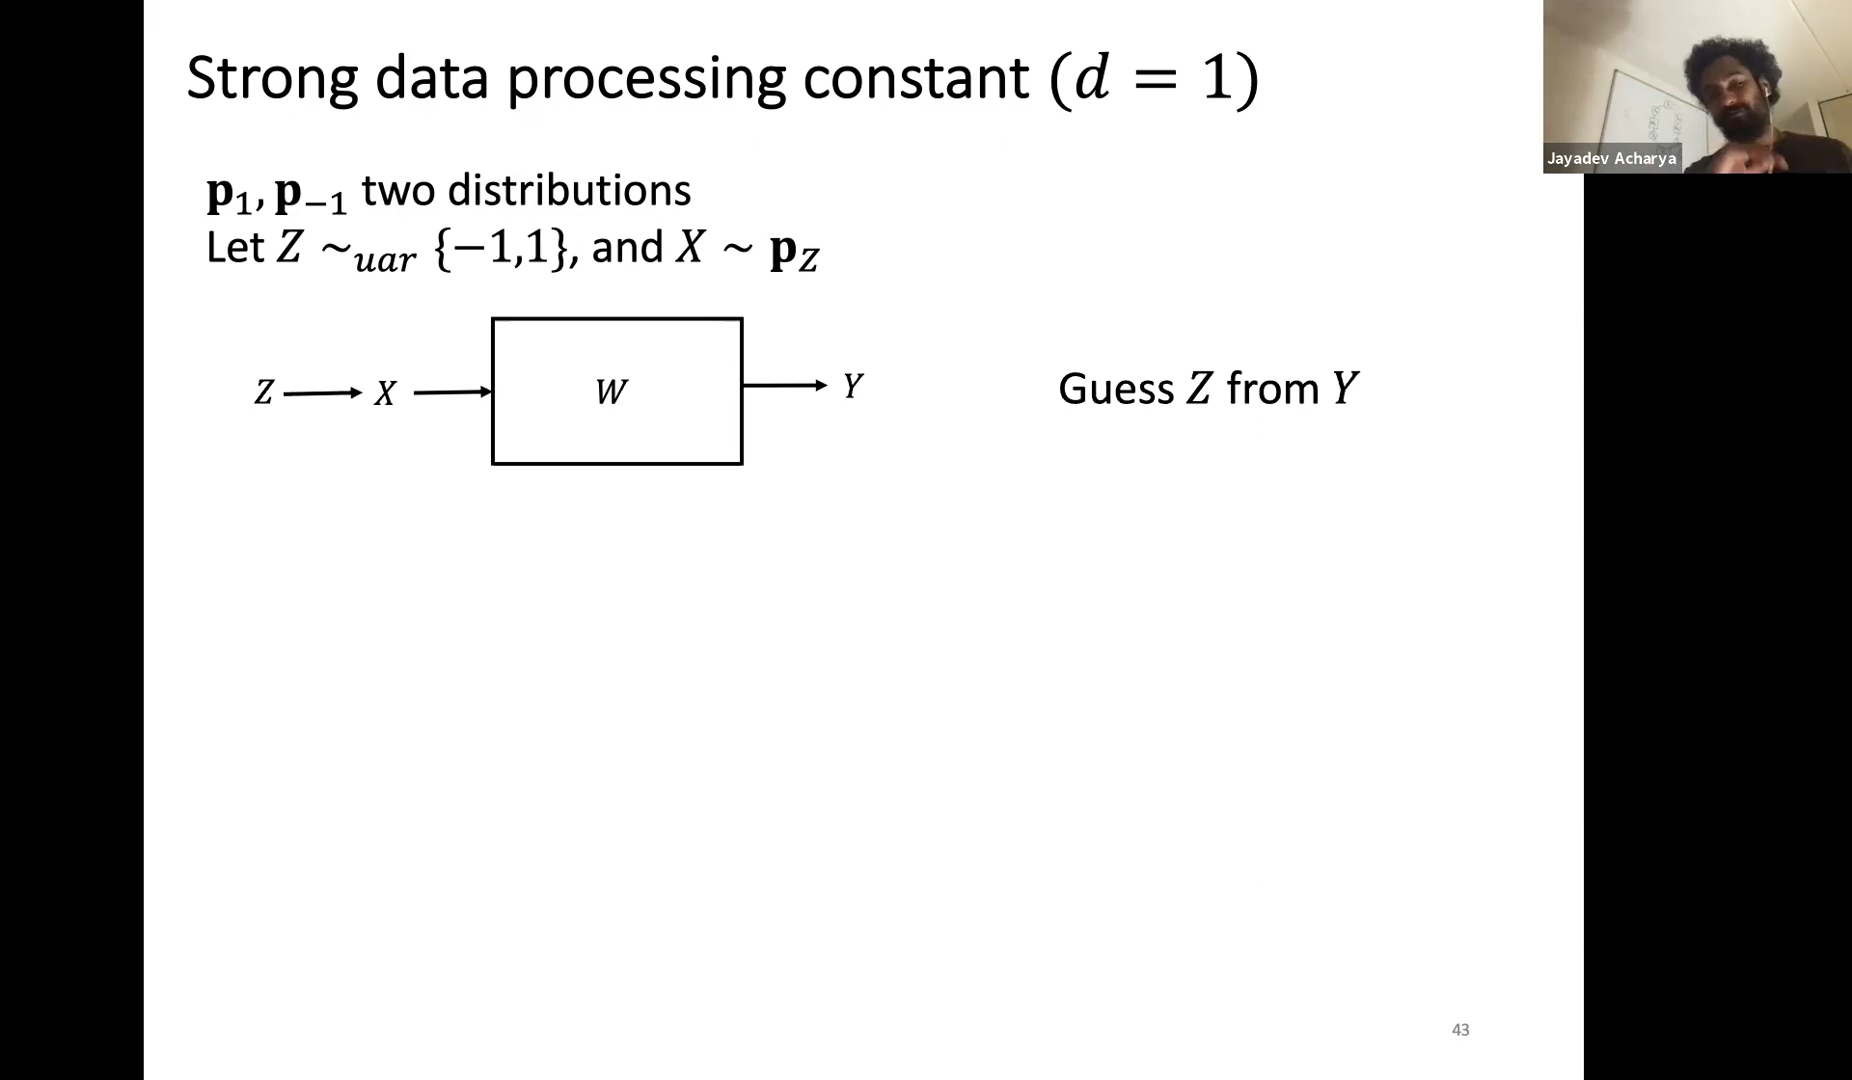 Strong data processing constant (d = 1)
Jayadev Acharya
𝐩₁, 𝐩₋₁ two distributions
Let Z ~ᵤₐᵣ {−1,1}, and X ~ 𝐩_Z
Z X W Y Guess Z from Y
43